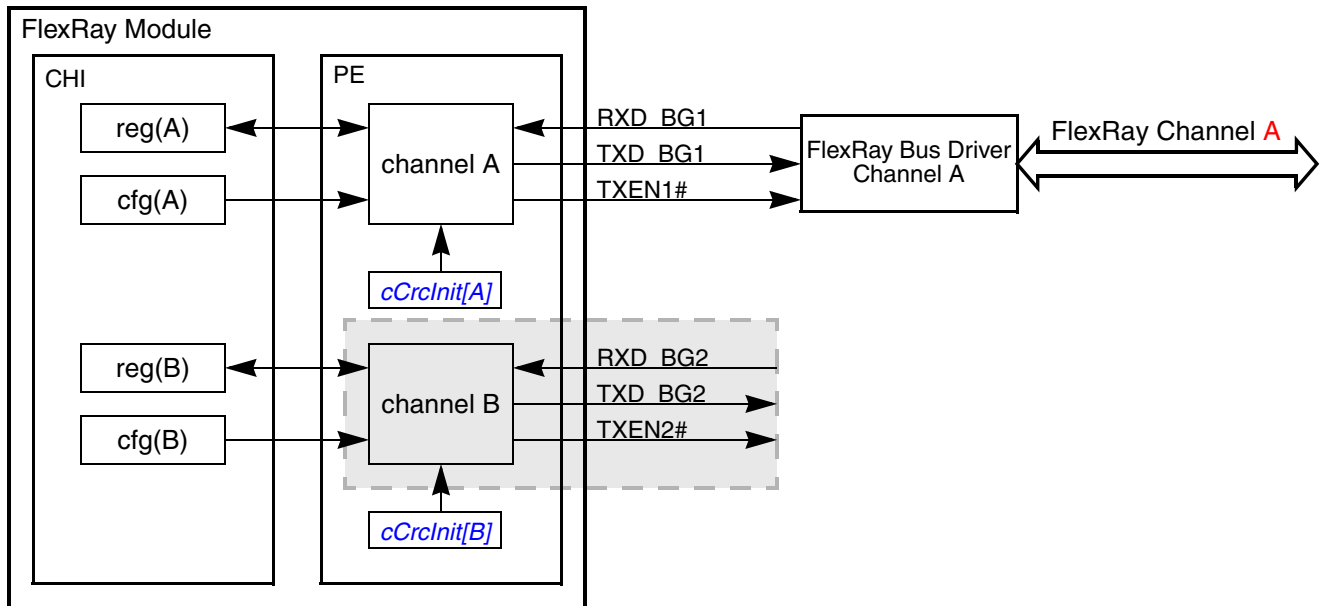 FlexRay Module
CHI
PE
reg(A)
cfg(A)
channel A
cCrcInit[A]
RXD_BG1
TXD_BG1
TXEN1#
FlexRay Bus Driver
Channel A
FlexRay Channel A
reg(B)
cfg(B)
channel B
cCrcInit[B]
RXD_BG2
TXD_BG2
TXEN2#